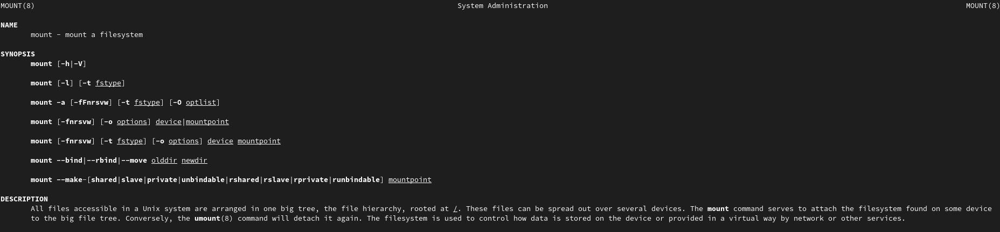 MOUNT(8) System Administration MOUNT(8)
NAME
mount - mount a filesystem
SYNOPSIS
mount [-h|-V]
mount [-l] [-t fstype]
mount -a [-fFnrsvw] [-t fstype] [-O optlist]
mount [-fnrsvw] [-o options] device|mountpoint
mount [-fnrsvw] [-t fstype] [-o options] device mountpoint
mount --bind|--rbind|--move olddir newdir
mount --make-[shared|slave|private|unbindable|rshared|rslave|rprivate|runbindable] mountpoint
DESCRIPTION
All files accessible in a Unix system are arranged in one big tree, the file hierarchy, rooted at /. These files can be spread out over several devices. The mount command serves to attach the filesystem found on some device
to the big file tree. Conversely, the umount(8) command will detach it again. The filesystem is used to control how data is stored on the device or provided in a virtual way by network or other services.